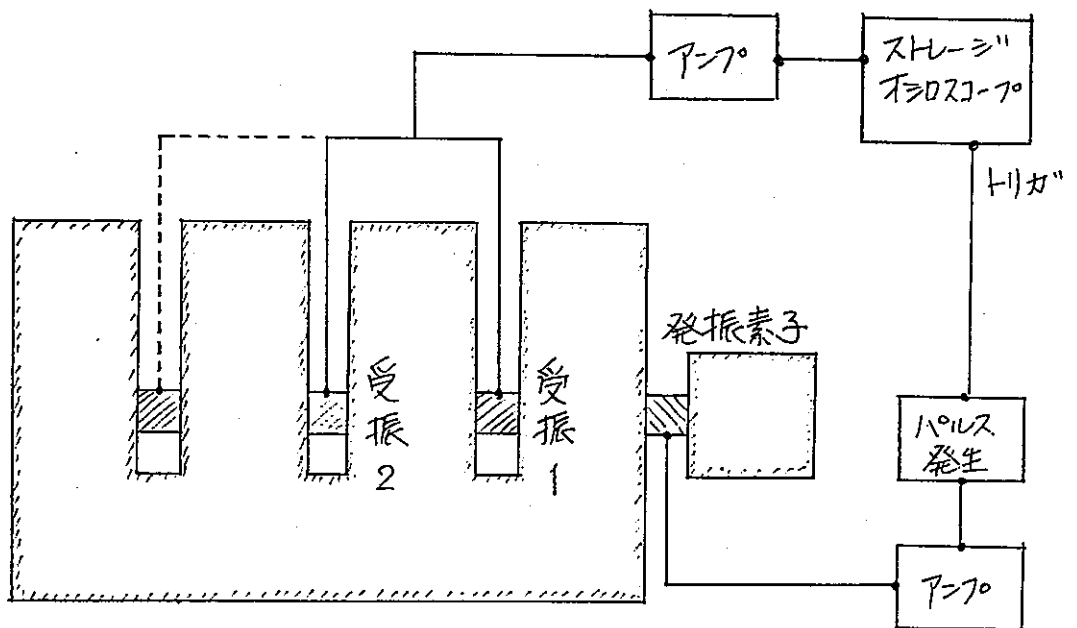 アンプ
ストレージ
オシロスコープ
トリガ
発振素子
受振2
受振1
パルス
発生
アンプ